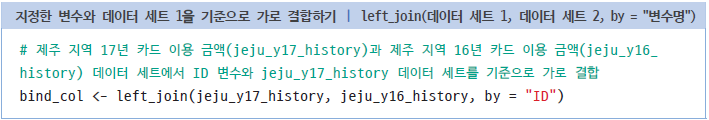 지정한 변수와 데이터 세트 1을 기준으로 가로 결합하기 | left_join(데이터 세트 1, 데이터 세트 2, by = "변수명")
# 제주 지역 17년 카드 이용 금액(jeju_y17_history)과 제주 지역 16년 카드 이용 금액(jeju_y16_
history) 데이터 세트에서 ID 변수와 jeju_y17_history 데이터 세트를 기준으로 가로 결합
bind_col <- left_join(jeju_y17_history, jeju_y16_history, by = "ID")